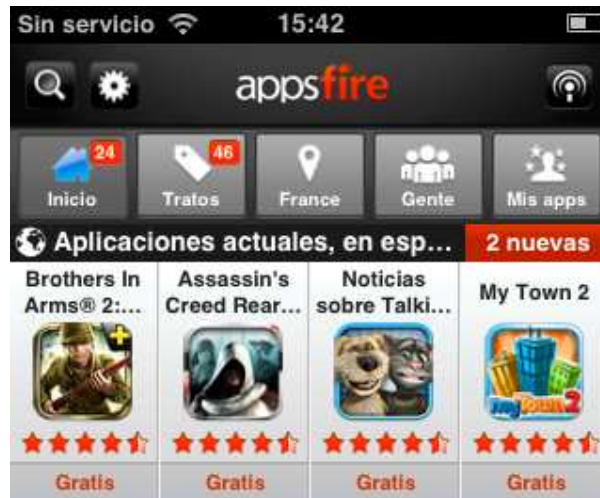 Sin servicio 15:42
appsfire
24 46
Inicio Tratos France Gente Mis apps
Aplicaciones actuales, en esp... 2 nuevas
Brothers In Assassin's Noticias My Town 2
Arms® 2:... Creed Rear... sobre Talki...
myTown2
Gratis Gratis Gratis Gratis